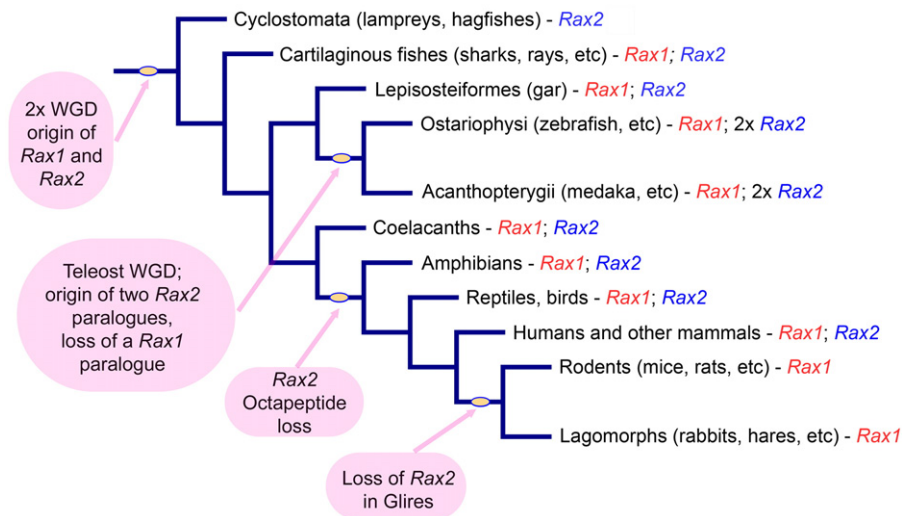 Cyclostomata (lampreys, hagfishes) - Rax2
Cartilaginous fishes (sharks, rays, etc) - Rax1; Rax2
Lepisosteiformes (gar) - Rax1; Rax2
Ostariophysi (zebrafish, etc) - Rax1; 2x Rax2
Acanthopterygii (medaka, etc) - Rax1; 2x Rax2
Coelacanths - Rax1; Rax2
Amphibians - Rax1; Rax2
Reptiles, birds - Rax1; Rax2
Humans and other mammals - Rax1; Rax2
Rodents (mice, rats, etc) - Rax1
Lagomorphs (rabbits, hares, etc) - Rax1
2x WGD
origin of
Rax1 and
Rax2
Teleost WGD;
origin of two Rax2
paralogues,
loss of a Rax1
paralogue
Rax2
Octapeptide
loss
Loss of Rax2
in Glires